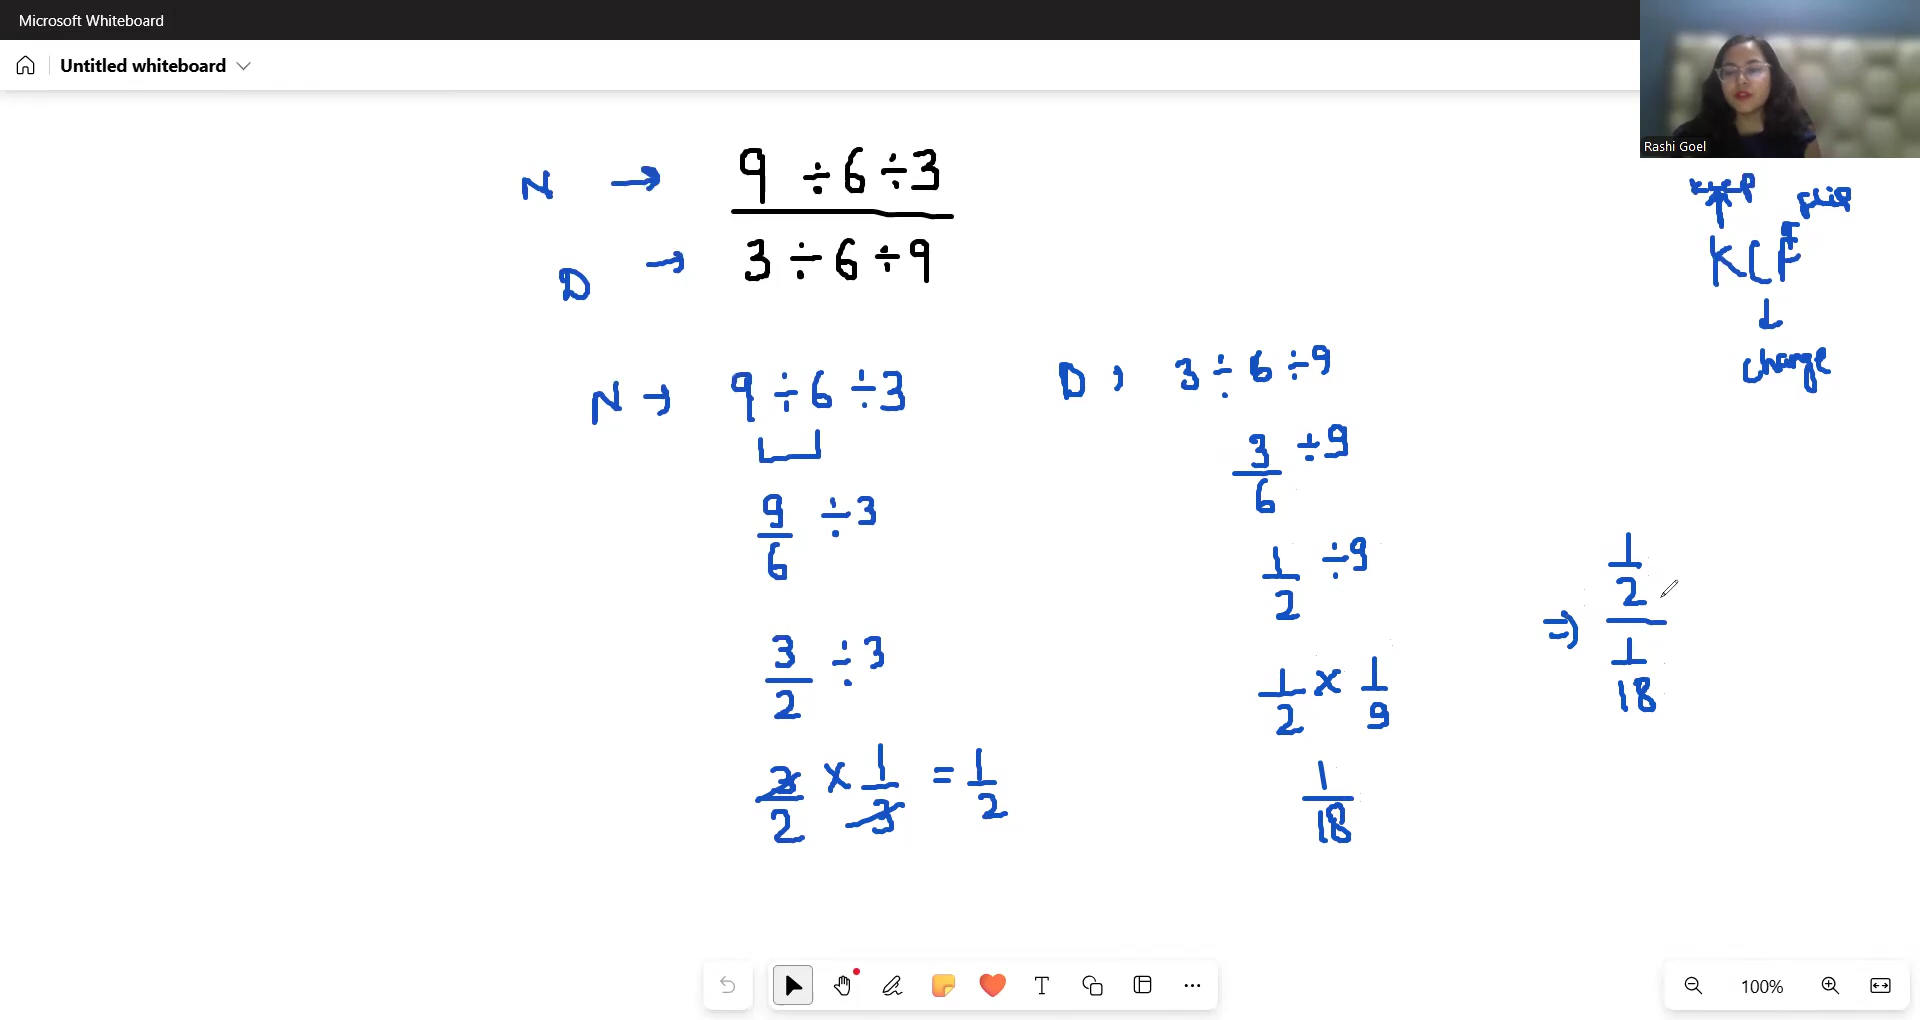 Microsoft Whiteboard
Untitled whiteboard
Rashi Goel
N → 9 ÷ 6 ÷ 3
D → 3 ÷ 6 ÷ 9
keep
flip
KCF
↓
change
N → 9 ÷ 6 ÷ 3
9/6 ÷ 3
3/2 ÷ 3
3/2 × 1/3 = 1/2
D, 3 ÷ 6 ÷ 9
3/6 ÷ 9
1/2 ÷ 9
1/2 × 1/9
1/18
⇒ 1/2
1/18
100%